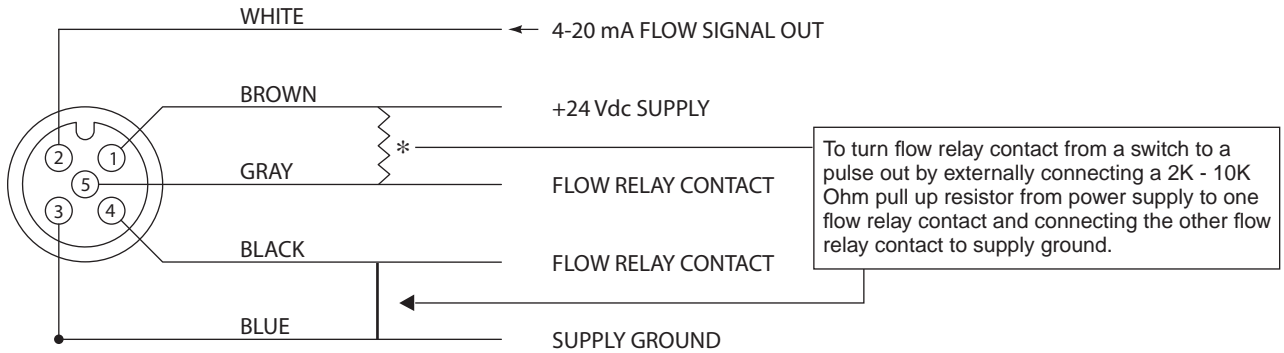 WHITE
4-20 mA FLOW SIGNAL OUT
BROWN
+24 Vdc SUPPLY
2
1
*
GRAY
5
FLOW RELAY CONTACT
3
4
BLACK
FLOW RELAY CONTACT
BLUE
SUPPLY GROUND
To turn flow relay contact from a switch to a
pulse out by externally connecting a 2K - 10K
Ohm pull up resistor from power supply to one
flow relay contact and connecting the other flow
relay contact to supply ground.